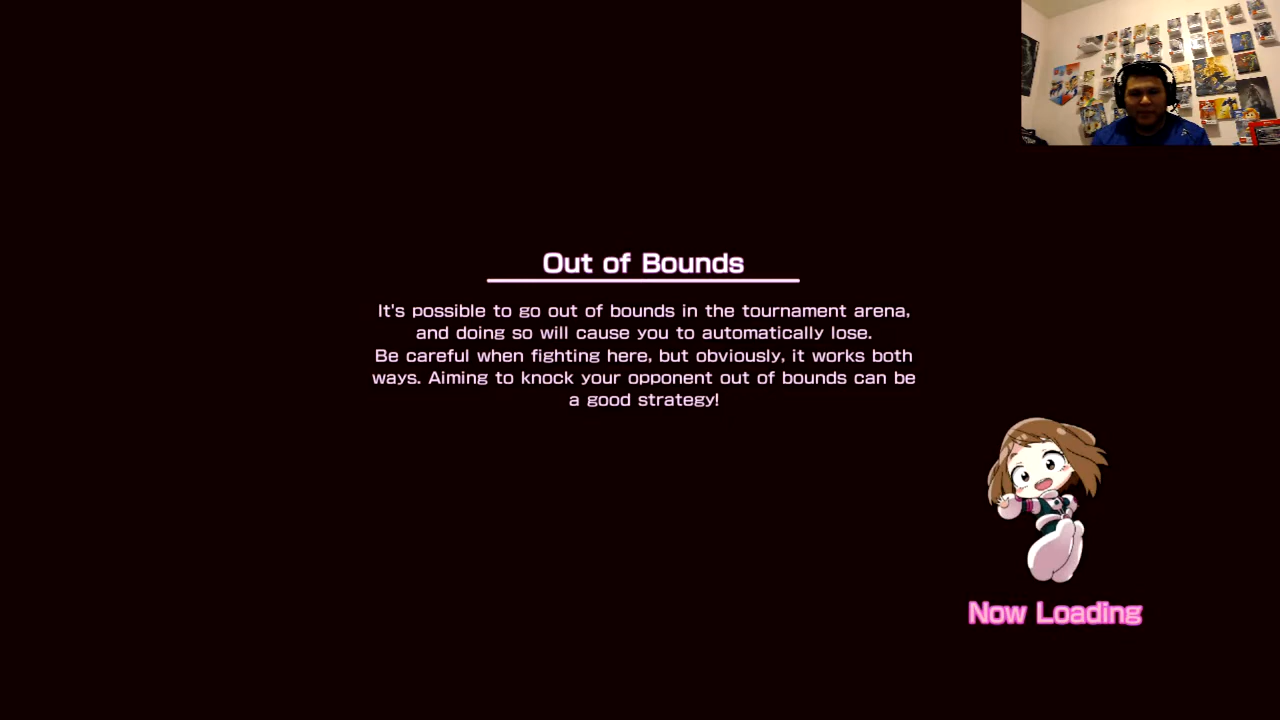 Out of Bounds
It's possible to go out of bounds in the tournament arena,
and doing so will cause you to automatically lose.
Be careful when fighting here, but obviously, it works both
ways. Aiming to knock your opponent out of bounds can be
a good strategy!
Now Loading